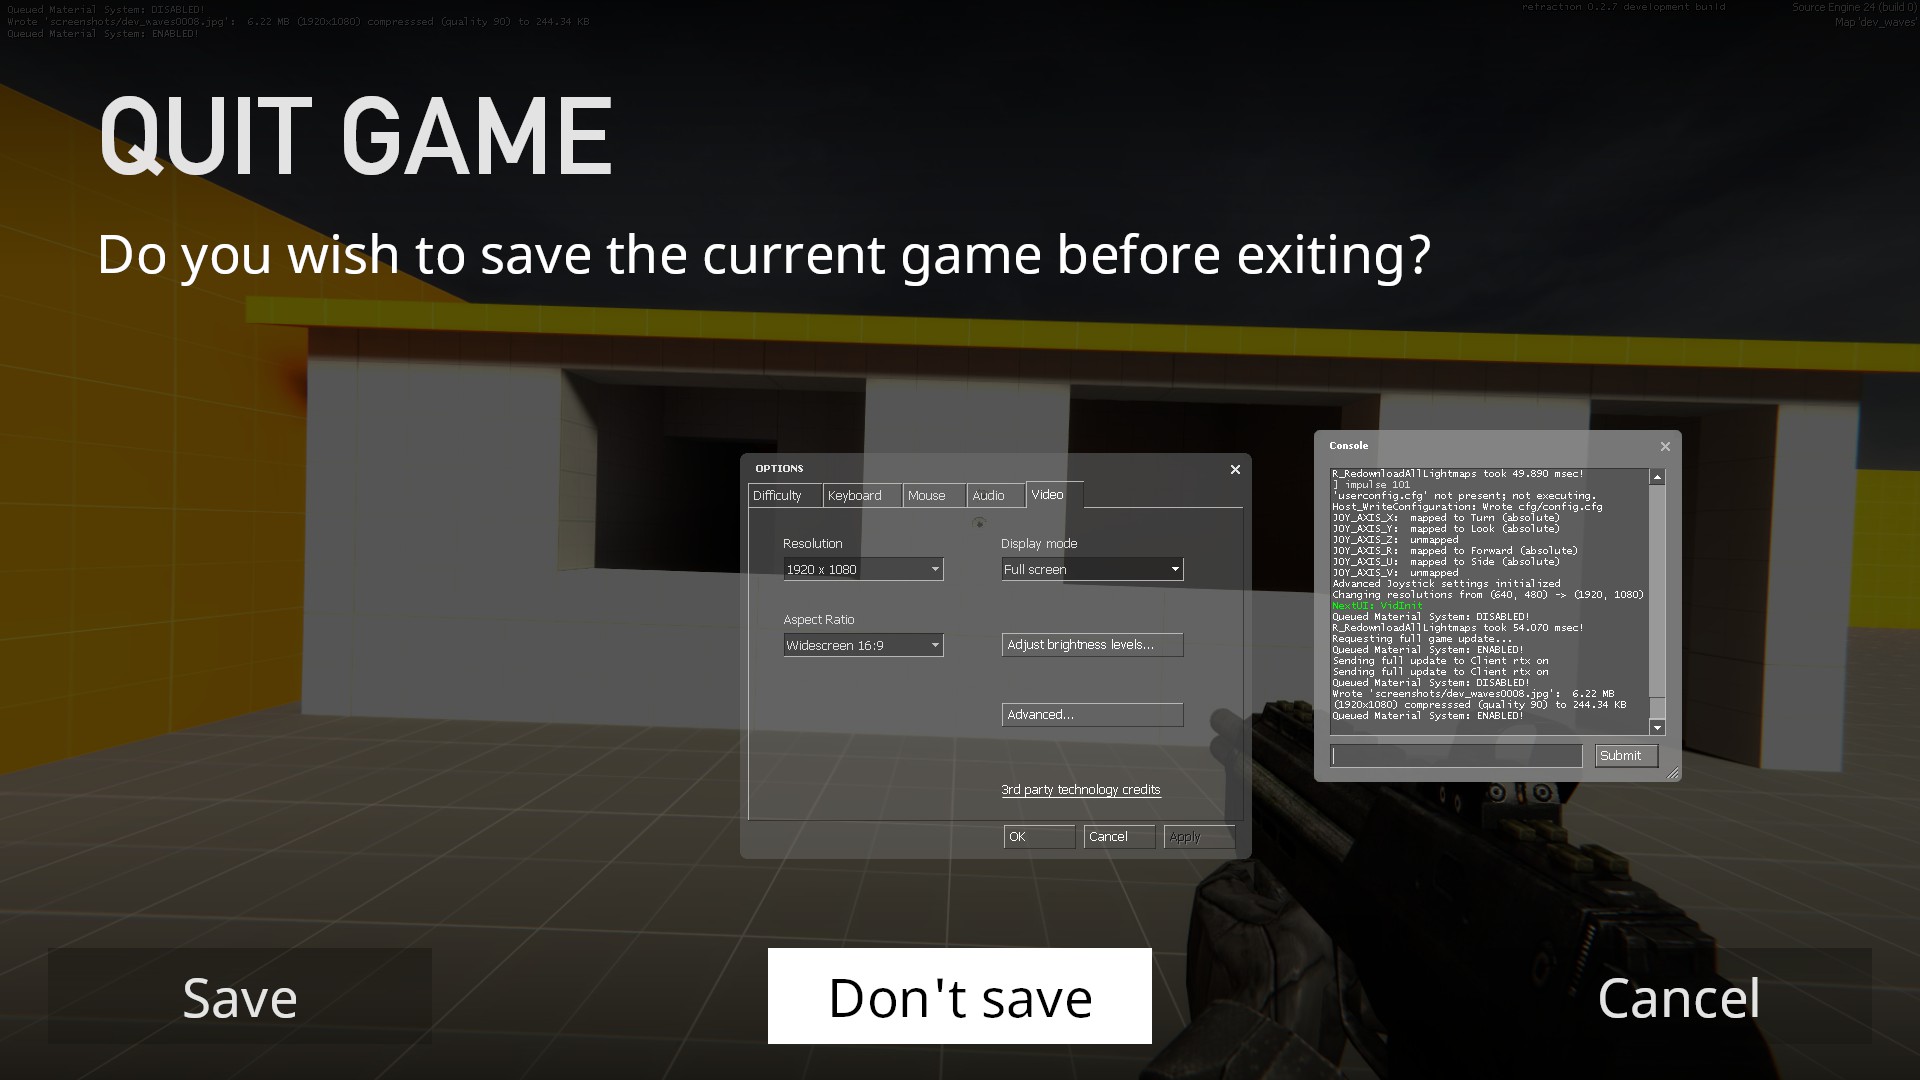 Queued Material System: DISABLED!
Wrote 'screenshots/dev_waves0008.jpg':  6.22 MB (1920x1080) compresssed (quality 90) to 244.34 KB
Queued Material System: ENABLED!
refraction 0.2.7 development build
Source Engine 24 (build 0)
Map 'dev_waves'
QUIT GAME
Do you wish to save the current game before exiting?
OPTIONS
Difficulty
Keyboard
Mouse
Audio
Video
Resolution
Display mode
1920 x 1080
Full screen
Aspect Ratio
Widescreen 16:9
Adjust brightness levels...
Advanced...
3rd party technology credits
OK
Cancel
Apply
Console
R_RedownloadAllLightmaps took 49.890 msec!
] impulse 101
'userconfig.cfg' not present; not executing.
Host_WriteConfiguration: Wrote cfg/config.cfg
JOY_AXIS_X:  mapped to Turn (absolute)
JOY_AXIS_Y:  mapped to Look (absolute)
JOY_AXIS_Z:  unmapped
JOY_AXIS_R:  mapped to Forward (absolute)
JOY_AXIS_U:  mapped to Side (absolute)
JOY_AXIS_V:  unmapped
Advanced Joystick settings initialized
Changing resolutions from (640, 480) -> (1920, 1080)
NextUI: VidInit
Queued Material System: DISABLED!
R_RedownloadAllLightmaps took 54.070 msec!
Requesting full game update...
Queued Material System: ENABLED!
Sending full update to Client rtx on
Sending full update to Client rtx on
Queued Material System: DISABLED!
Wrote 'screenshots/dev_waves0008.jpg':  6.22 MB
(1920x1080) compresssed (quality 90) to 244.34 KB
Queued Material System: ENABLED!
Submit
Save
Don't save
Cancel